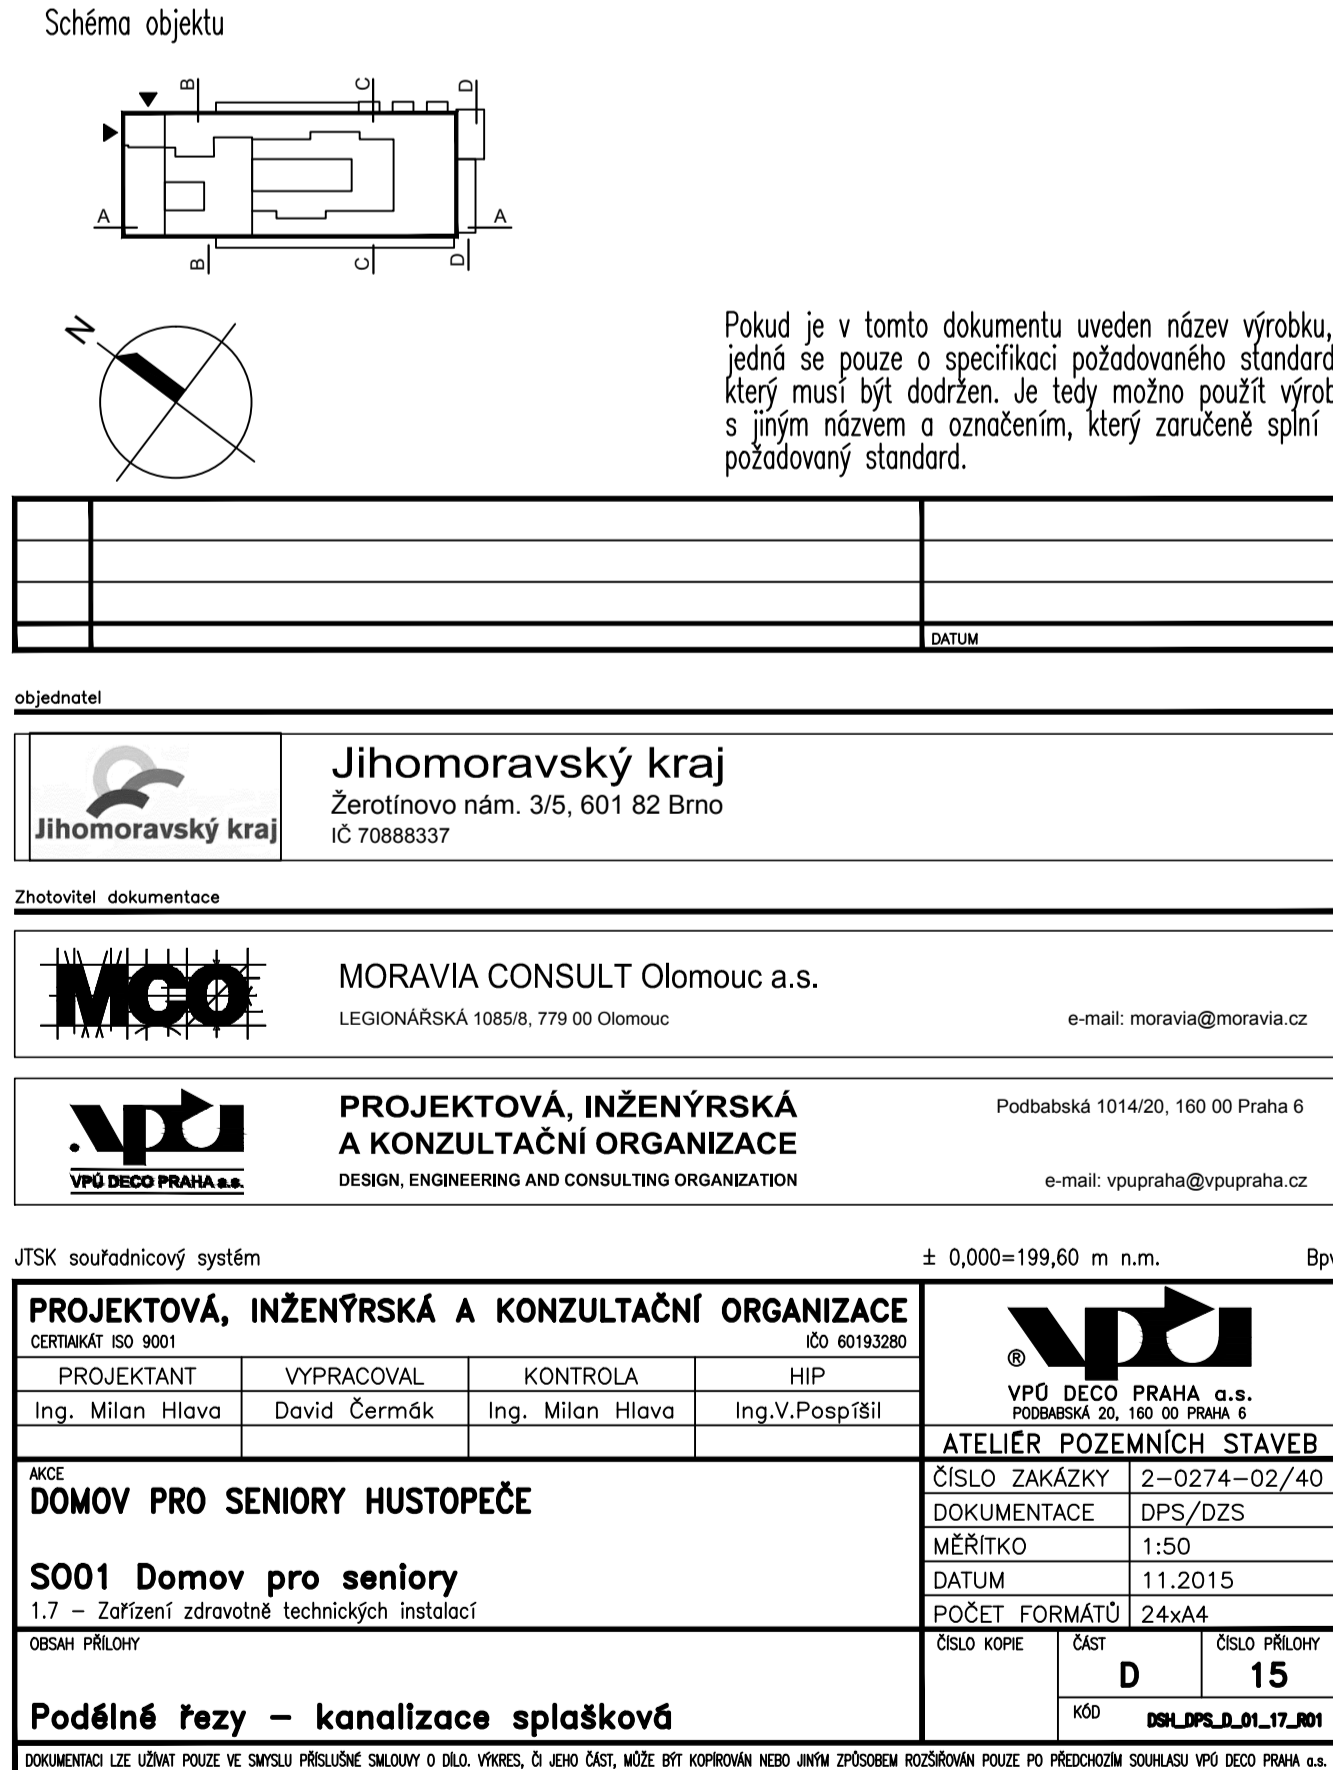 Schéma objektu
B C D
A A
B C D
N
Pokud je v tomto dokumentu uveden název výrobku,
jedná se pouze o specifikaci požadovaného standard
který musí být dodržen. Je tedy možno použít výrob
s jiným názvem a označením, který zaručeně splní
požadovaný standard.
DATUM
objednatel
Jihomoravský kraj
Jihomoravský kraj
Žerotínovo nám. 3/5, 601 82 Brno
IČ 70888337
Zhotovitel dokumentace
MCO
MORAVIA CONSULT Olomouc a.s.
LEGIONÁŘSKÁ 1085/8, 779 00 Olomouc e-mail: moravia@moravia.cz
vpú
VPÚ DECO PRAHA a.s.
PROJEKTOVÁ, INŽENÝRSKÁ
A KONZULTAČNÍ ORGANIZACE
DESIGN, ENGINEERING AND CONSULTING ORGANIZATION
Podbabská 1014/20, 160 00 Praha 6
e-mail: vpupraha@vpupraha.cz
JTSK souřadnicový systém ± 0,000=199,60 m n.m. Bpv
PROJEKTOVÁ, INŽENÝRSKÁ A KONZULTAČNÍ ORGANIZACE
CERTIAIKÁT ISO 9001 IČO 60193280
PROJEKTANT VYPRACOVAL KONTROLA HIP
Ing. Milan Hlava David Čermák Ing. Milan Hlava Ing.V.Pospíšil
vpú
®
VPÚ DECO PRAHA a.s.
PODBABSKÁ 20, 160 00 PRAHA 6
ATELIÉR POZEMNÍCH STAVEB
AKCE
DOMOV PRO SENIORY HUSTOPEČE
SO01 Domov pro seniory
1.7 – Zařízení zdravotně technických instalací
ČÍSLO ZAKÁZKY 2–0274–02/40
DOKUMENTACE DPS/DZS
MĚŘÍTKO 1:50
DATUM 11.2015
POČET FORMÁTŮ 24xA4
OBSAH PŘÍLOHY
Podélné řezy – kanalizace splašková
ČÍSLO KOPIE ČÁST ČÍSLO PŘÍLOHY
D 15
KÓD DSH_DPS_D_01_17_R01
DOKUMENTACI LZE UŽÍVAT POUZE VE SMYSLU PŘÍSLUŠNÉ SMLOUVY O DÍLO. VÝKRES, ČI JEHO ČÁST, MŮŽE BÝT KOPÍROVÁN NEBO JINÝM ZPŮSOBEM ROZŠIŘOVÁN POUZE PO PŘEDCHOZÍM SOUHLASU VPÚ DECO PRAHA a.s.